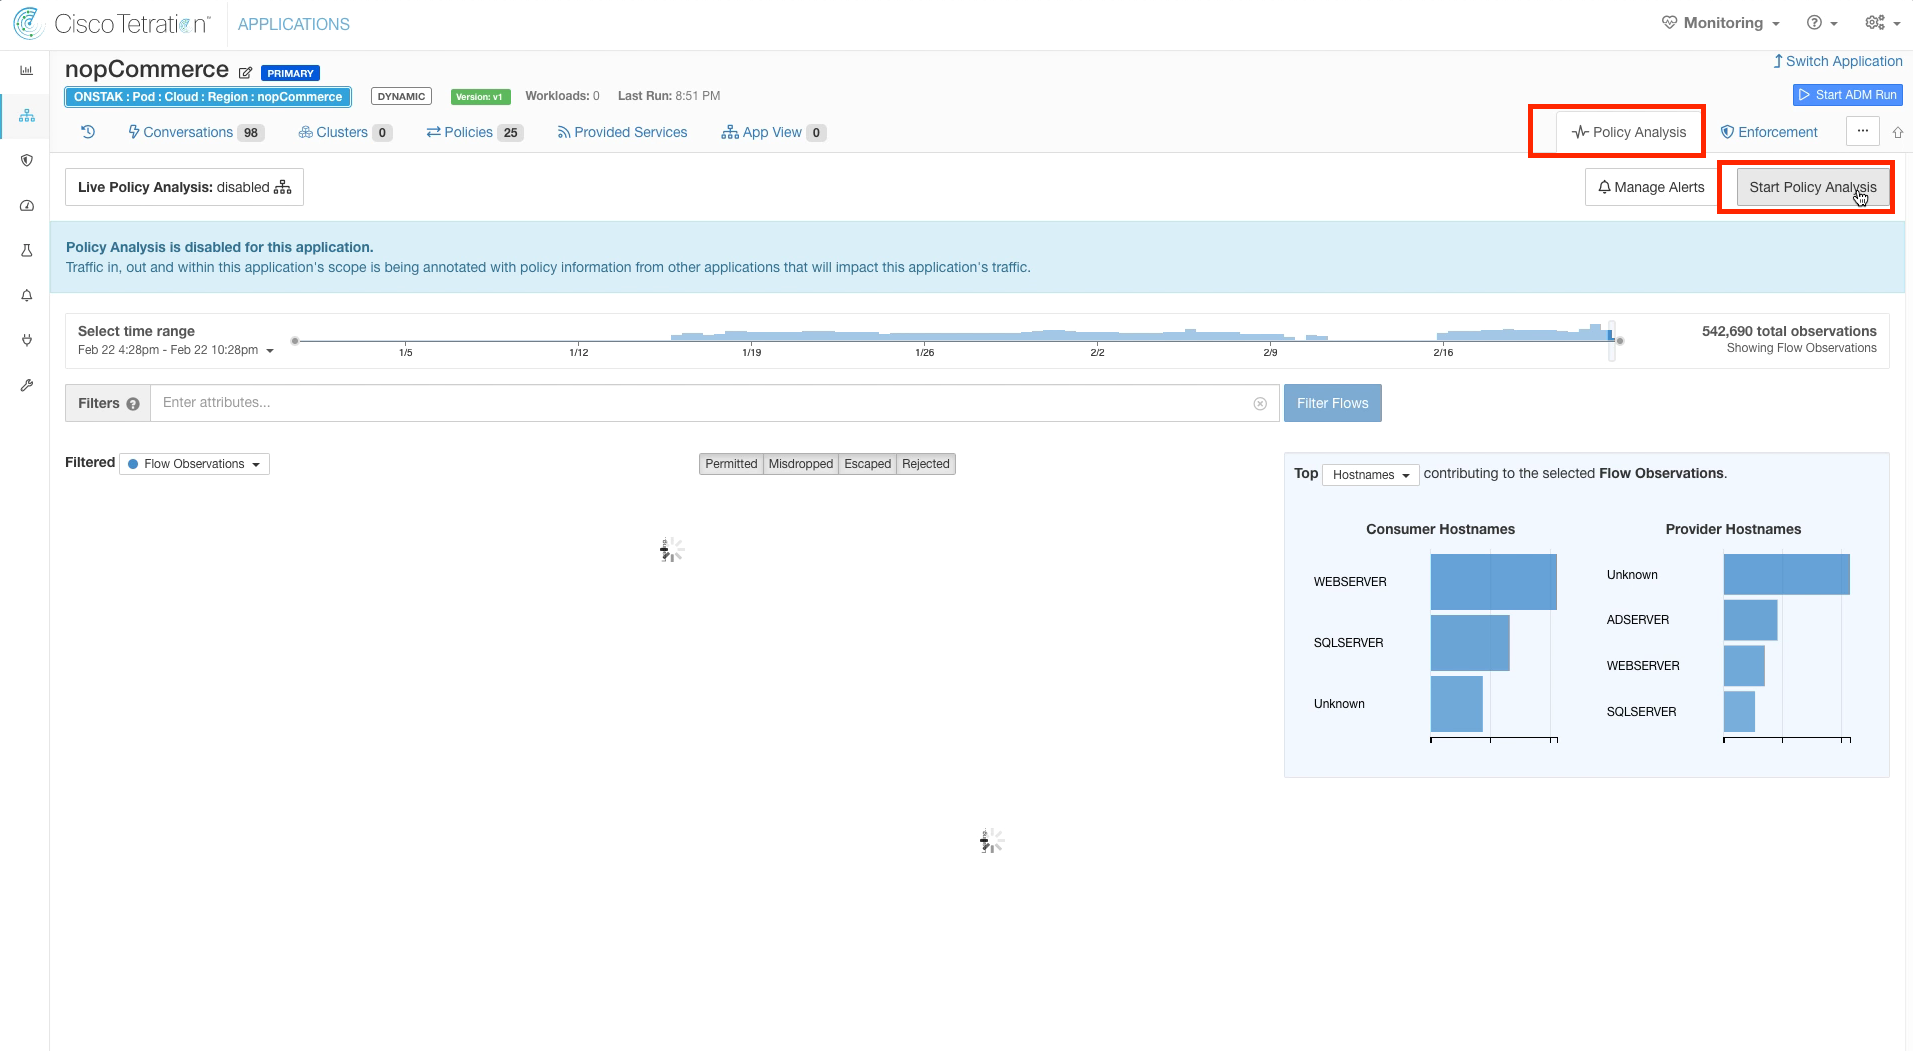 Cisco Tetration™
APPLICATIONS
Monitoring
nopCommerce
PRIMARY
Switch Application
ONSTAK : Pod : Cloud : Region : nopCommerce
DYNAMIC
Version: v1
Workloads: 0
Last Run: 8:51 PM
Start ADM Run
Conversations 98
Clusters 0
Policies 25
Provided Services
App View 0
Policy Analysis
Enforcement
...
Live Policy Analysis: disabled
Manage Alerts
Start Policy Analysis
Policy Analysis is disabled for this application.
Traffic in, out and within this application's scope is being annotated with policy information from other applications that will impact this application's traffic.
Select time range
Feb 22 4:28pm - Feb 22 10:28pm
1/5
1/12
1/19
1/26
2/2
2/9
2/16
542,690 total observations
Showing Flow Observations
Filters ?
Enter attributes...
Filter Flows
Filtered
Flow Observations
Permitted
Misdropped
Escaped
Rejected
Top Hostnames contributing to the selected Flow Observations.
Consumer Hostnames
WEBSERVER
SQLSERVER
Unknown
Provider Hostnames
Unknown
ADSERVER
WEBSERVER
SQLSERVER